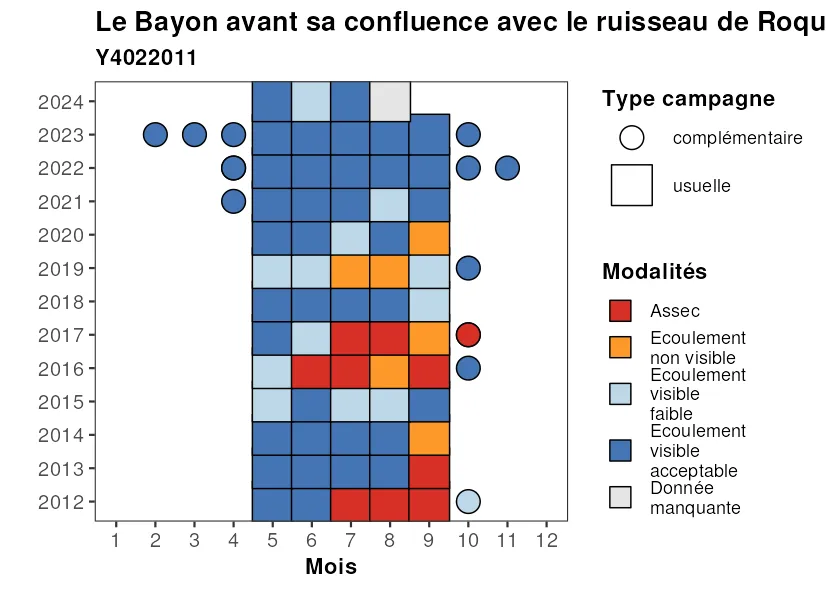 Le Bayon avant sa confluence avec le ruisseau de Roqu
Y4022011
2024
2023
2022
2021
2020
2019
2018
2017
2016
2015
2014
2013
2012
1 2 3 4 5 6 7 8 9 10 11 12
Mois
Type campagne
complémentaire
usuelle
Modalités
Assec
Ecoulement
non visible
Ecoulement
visible
faible
Ecoulement
visible
acceptable
Donnée
manquante